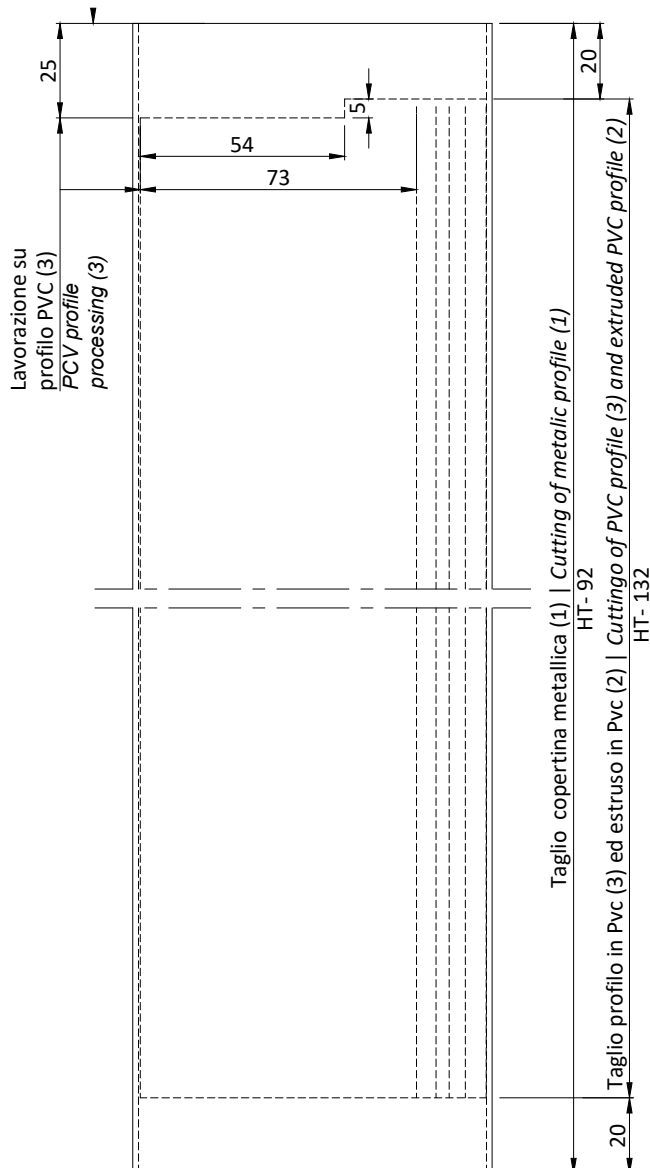 25
20
5
54
73
Lavorazione su
profilo PVC (3)
PCV profile
processing (3)
Taglio copertina metallica (1) | Cutting of metalic profile (1)
HT- 92
Taglio profilo in Pvc (3) ed estruso in Pvc (2) | Cuttingo of PVC profile (3) and extruded PVC profile (2)
HT- 132
20